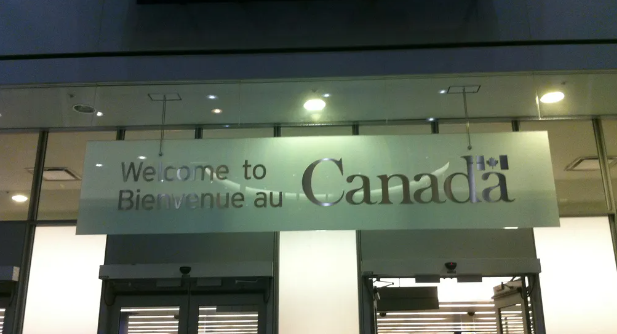 Welcome to
Bienvenue au
Canada